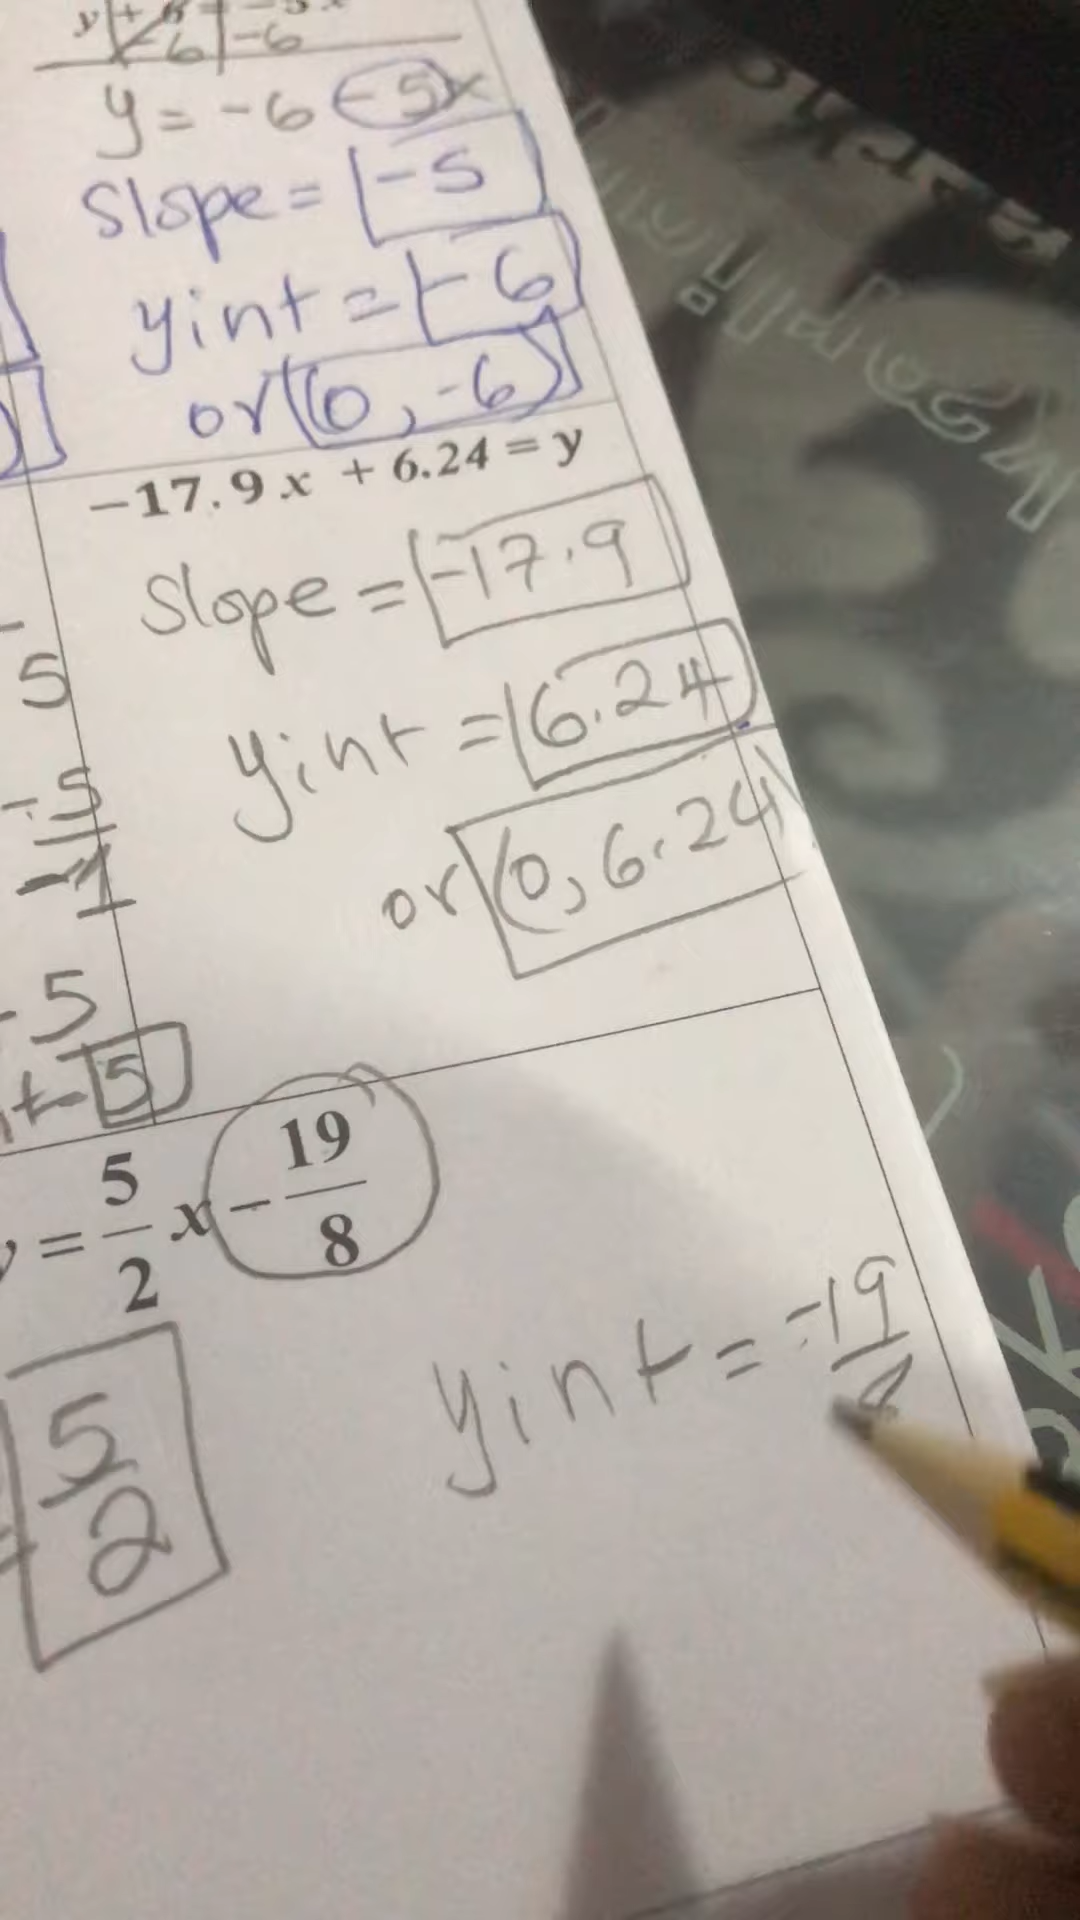 y = -6 -5x
Slope = -5
yint = -6
or (0, -6)
-17.9x + 6.24 = y
Slope = -17.9
yint = 6.24
or (0, 6.24)
5
-5
-1
-5
5
= 5/2 x - 19/8
5/2
yint = -19/8